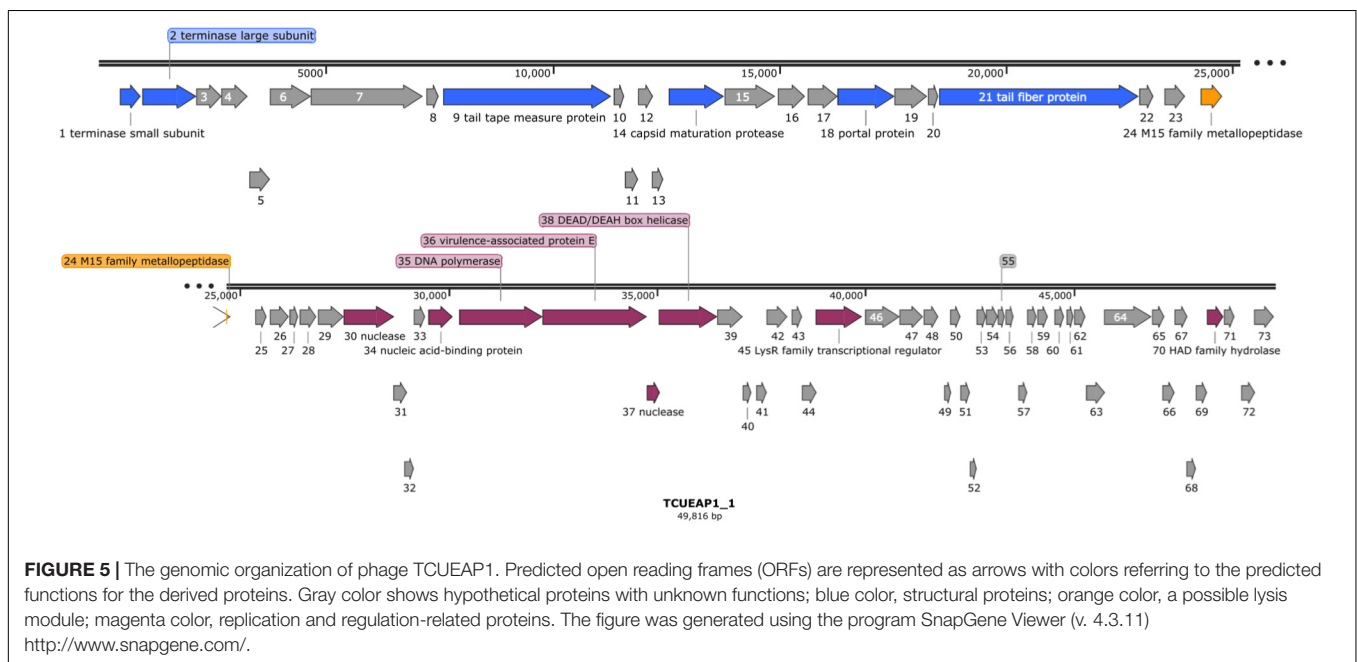 2 terminase large subunit
5000 10,000 15,000 20,000 25,000
3 4 6 7 15 21 tail fiber protein
8 9 tail tape measure protein 10 12 16 17 18 portal protein 19 20 22 23
1 terminase small subunit 14 capsid maturation protease 24 M15 family metallopeptidase
5 11 13
38 DEAD/DEAH box helicase
36 virulence-associated protein E
24 M15 family metallopeptidase 35 DNA polymerase 55
25,000 30,000 35,000 40,000 45,000
46 64
26 28 29 30 nuclease 33 39 42 43 47 48 50 54 59 62 65 67 71 73
25 27 34 nucleic acid-binding protein 45 LysR family transcriptional regulator 53 56 58 60 61 70 HAD family hydrolase
31 37 nuclease 41 44 49 51 57 63 66 69 72
40
32 52 68
TCUEAP1_1
49,816 bp
FIGURE 5 | The genomic organization of phage TCUEAP1. Predicted open reading frames (ORFs) are represented as arrows with colors referring to the predicted
functions for the derived proteins. Gray color shows hypothetical proteins with unknown functions; blue color, structural proteins; orange color, a possible lysis
module; magenta color, replication and regulation-related proteins. The figure was generated using the program SnapGene Viewer (v. 4.3.11)
http://www.snapgene.com/.